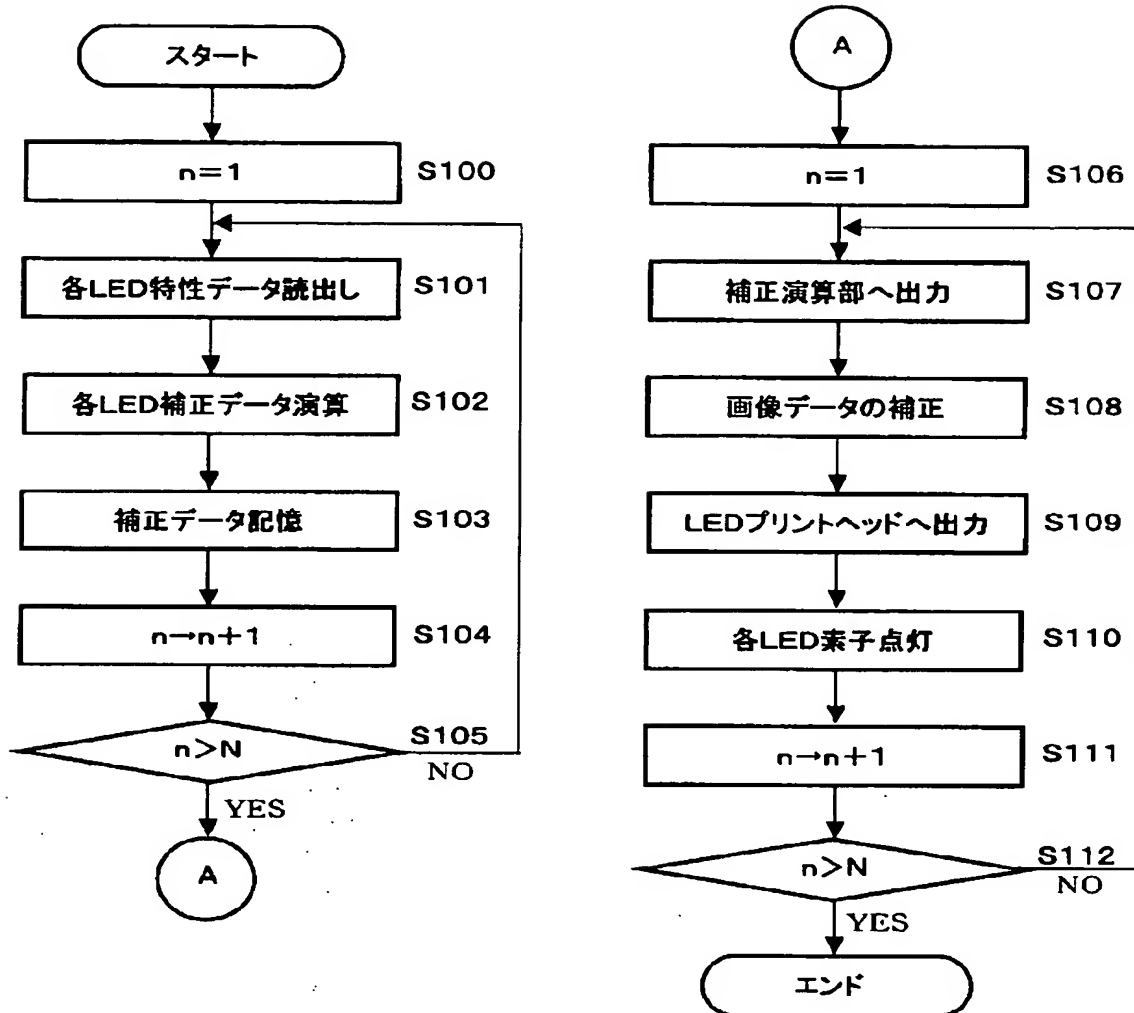 スタート
n=1 S100
各LED特性データ読出し S101
各LED補正データ演算 S102
補正データ記憶 S103
n→n+1 S104
n>N S105
NO
YES
A
A
n=1 S106
補正演算部へ出力 S107
画像データの補正 S108
LEDプリントヘッドへ出力 S109
各LED素子点灯 S110
n→n+1 S111
n>N S112
NO
YES
エンド